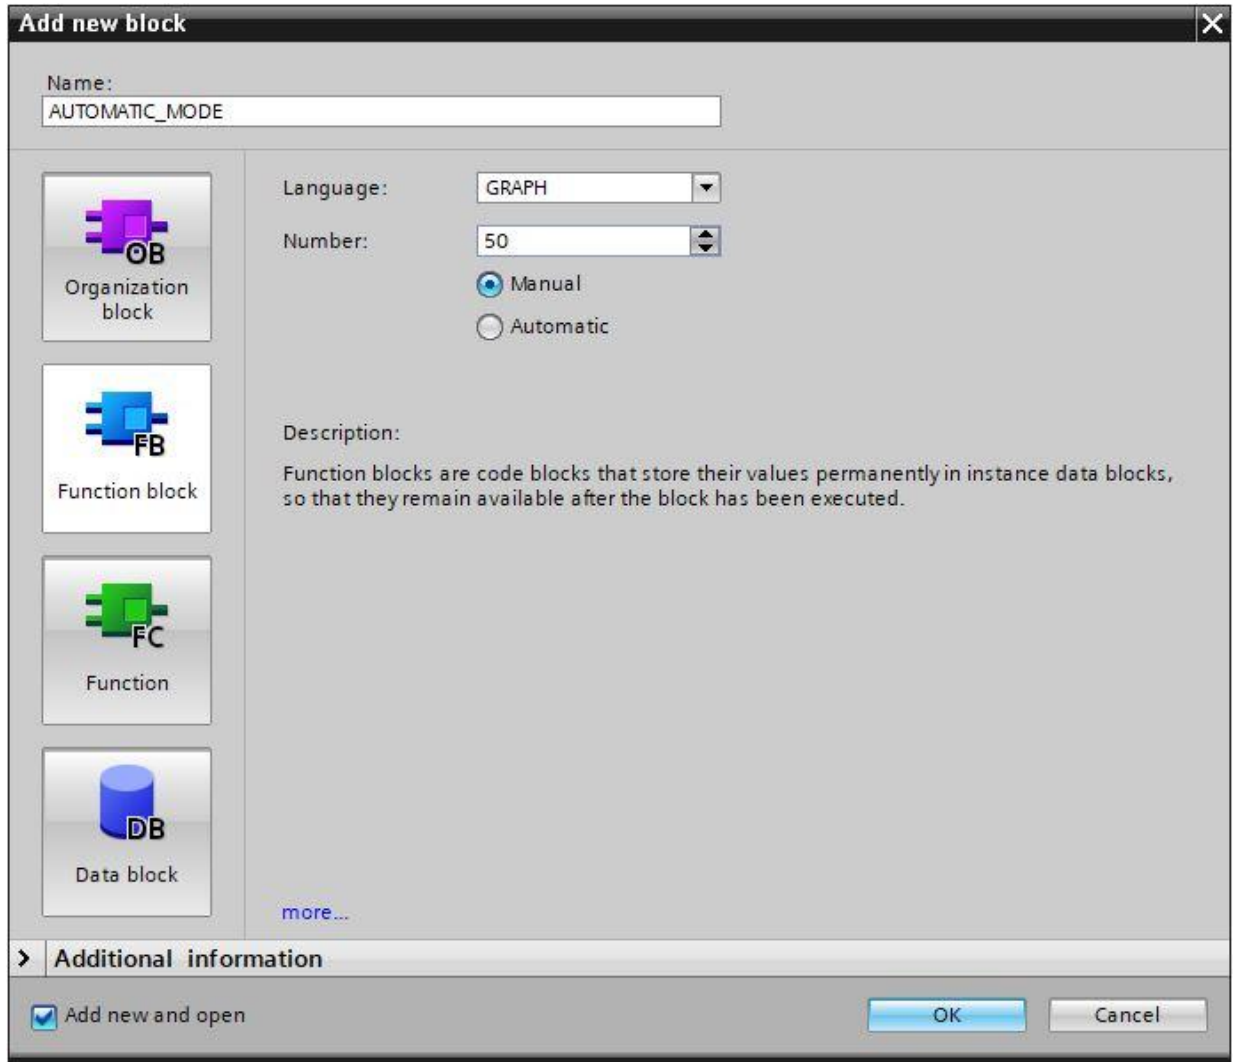 Add new block
Name:
AUTOMATIC_MODE
OB
Organization
block
FB
Function block
FC
Function
DB
Data block
Language:
GRAPH
Number:
50
Manual
Automatic
Description:
Function blocks are code blocks that store their values permanently in instance data blocks,
so that they remain available after the block has been executed.
more...
Additional information
Add new and open
OK
Cancel